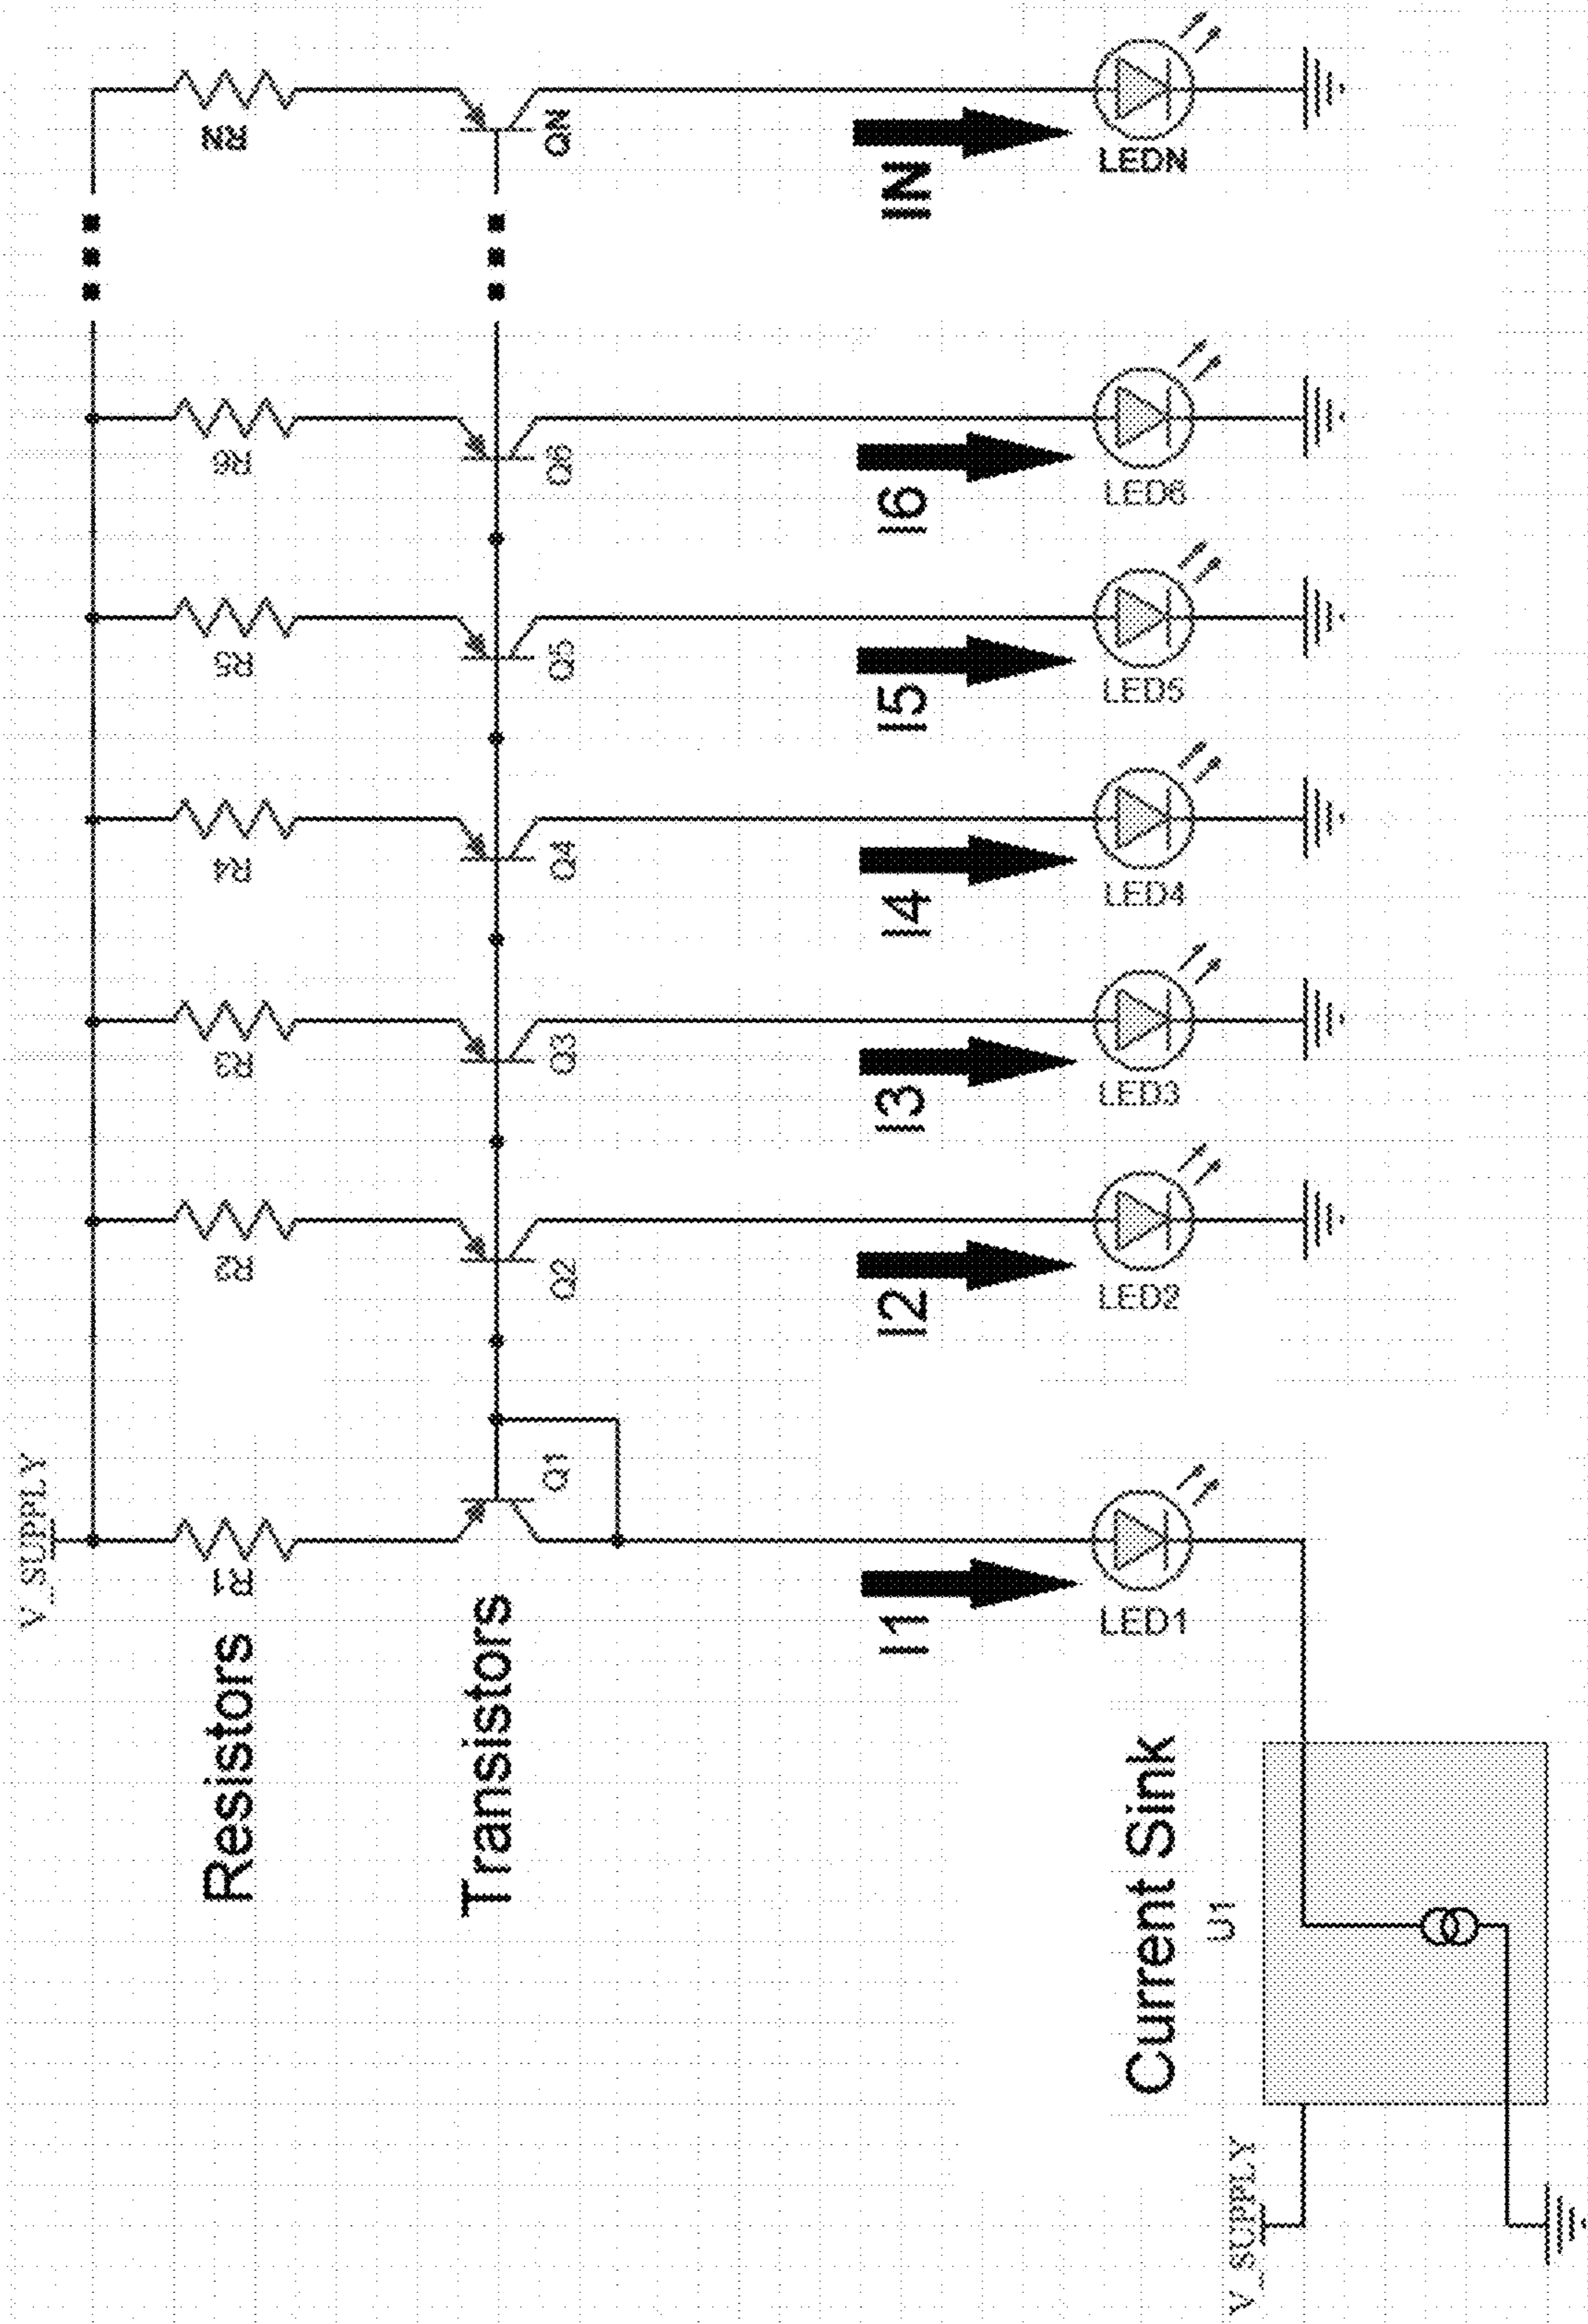 V_SUPPLY
Resistors
R1
R2
R3
R4
R5
R6
RN
Transistors
Q1
Q2
Q3
Q4
Q5
Q6
QN
I1
I2
I3
I4
I5
I6
IN
LED1
LED2
LED3
LED4
LED5
LED6
LEDN
Current Sink
U1
V_SUPPLY